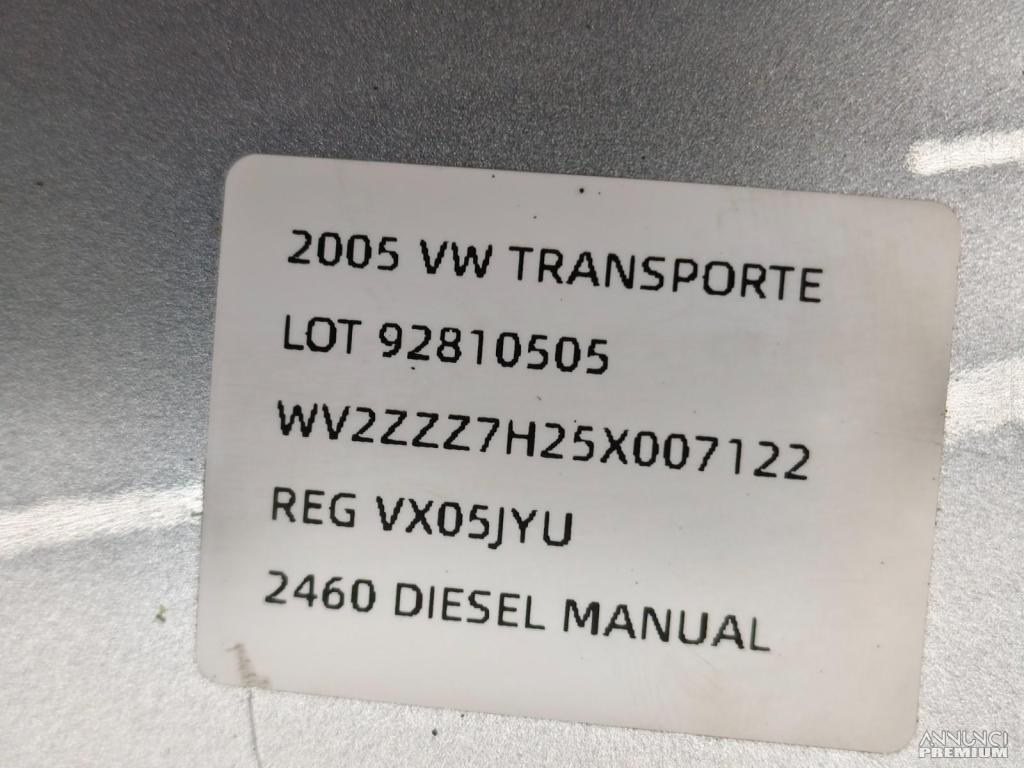 2005 VW TRANSPORTE
LOT 92810505
WV2ZZZ7H25X007122
REG VX05JYU
2460 DIESEL MANUAL
ANNUNCI
PREMIUM